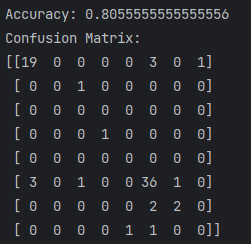 Accuracy: 0.8055555555555556
Confusion Matrix:
[[19  0  0  0  0  3  0  1]
 [ 0  0  1  0  0  0  0  0]
 [ 0  0  0  0  0  0  0  0]
 [ 0  0  0  1  0  0  0  0]
 [ 0  0  0  0  0  0  0  0]
 [ 3  0  1  0  0 36  1  0]
 [ 0  0  0  0  0  2  2  0]
 [ 0  0  0  0  1  1  0  0]]